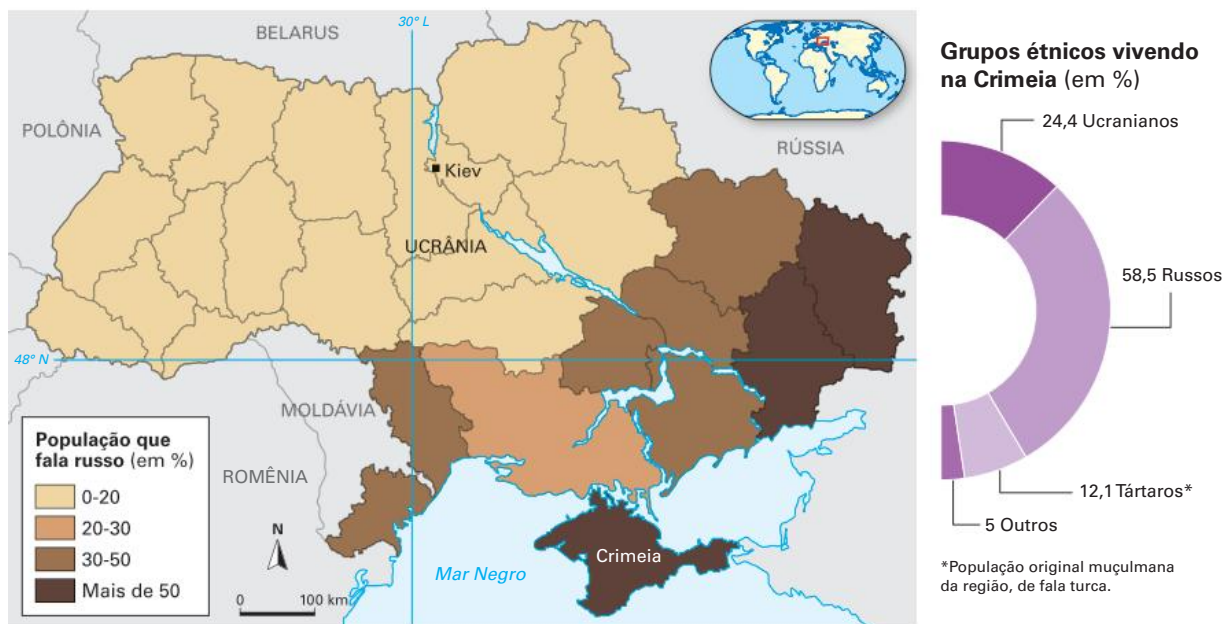 BELARUS
30º L
POLÔNIA
RÚSSIA
Kiev
UCRÂNIA
48º N
MOLDÁVIA
ROMÊNIA
Crimeia
Mar Negro
População que
fala russo (em %)
0-20
20-30
30-50
Mais de 50
N
0 100 km
Grupos étnicos vivendo
na Crimeia (em %)
24,4 Ucranianos
58,5 Russos
12,1 Tártaros*
5 Outros
*População original muçulmana
da região, de fala turca.